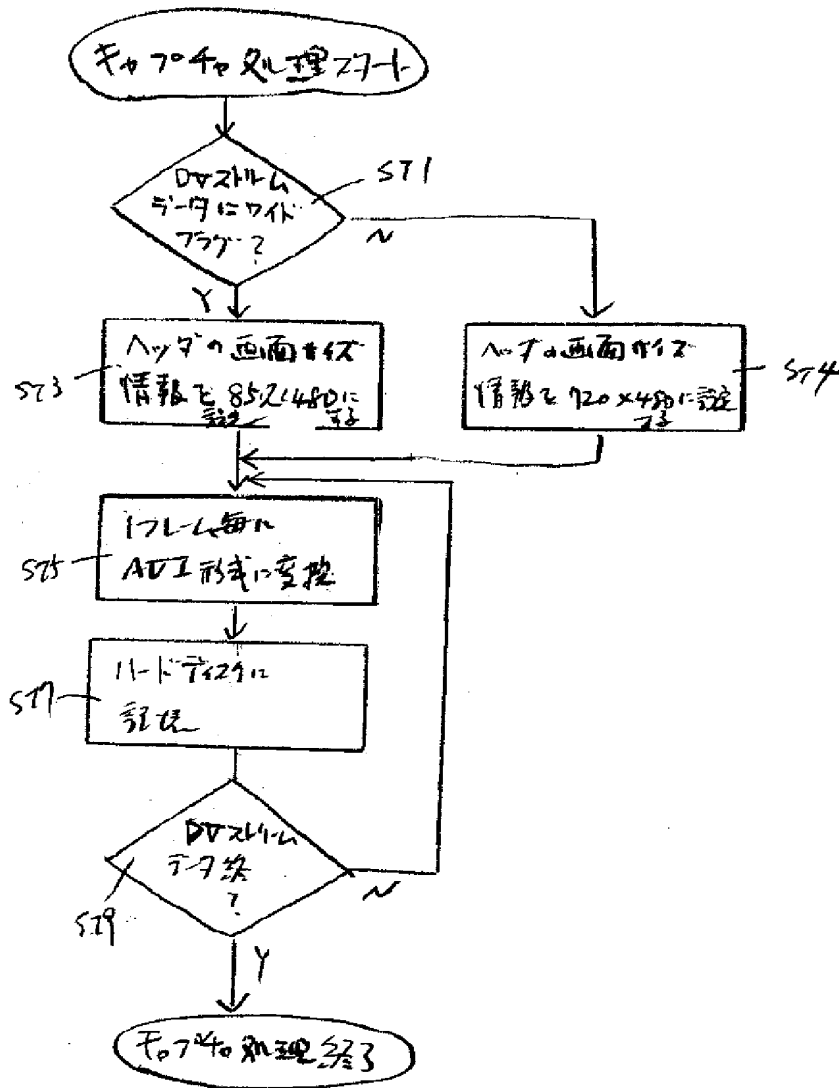 キャプチャ処理スタート
DVストリーム
データにワイド
フラグ?
ST1
N
Y
ヘッダの画面サイズ
情報を852×480に
設定する
ST3
ヘッダの画面サイズ
情報を720×480に設定
する
ST4
1フレーム毎に
AVI形式に変換
ST5
ハードディスクに
記憶
ST7
DVストリーム
データ終
?
ST9
N
Y
キャプチャ処理終了